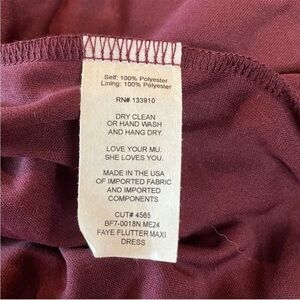 Self: 100% Polyester
Lining: 100% Polyester
RN# 133910
DRY CLEAN
OR HAND WASH
AND HANG DRY.
LOVE YOUR MU.
SHE LOVES YOU.
MADE IN THE USA
OF IMPORTED FABRIC
AND IMPORTED
COMPONENTS
CUT# 4565
BF7-0018N ME24
FAYE FLUTTER MAXI
DRESS